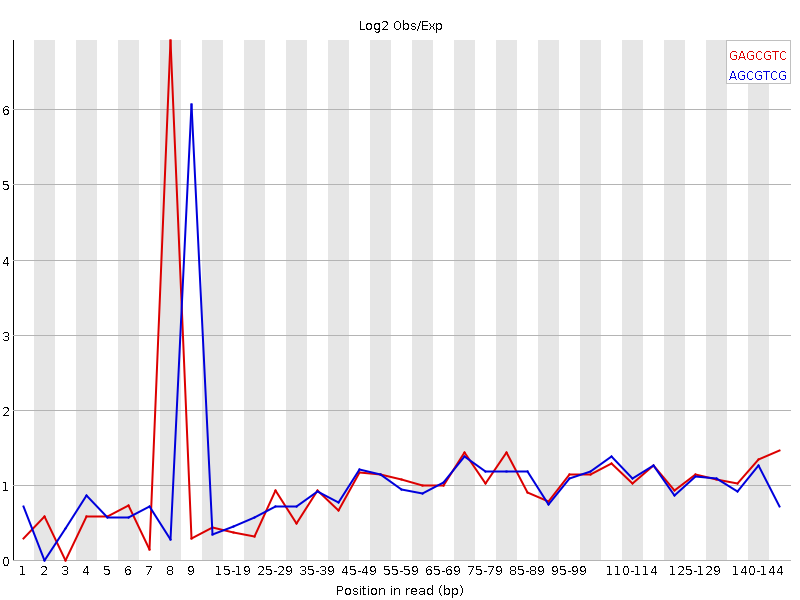 Log2 Obs/Exp
GAGCGTC
AGCGTCG
6
5
4
3
2
1
0
1 2 3 4 5 6 7 8 9 15-19 25-29 35-39 45-49 55-59 65-69 75-79 85-89 95-99 110-114 125-129 140-144
Position in read (bp)